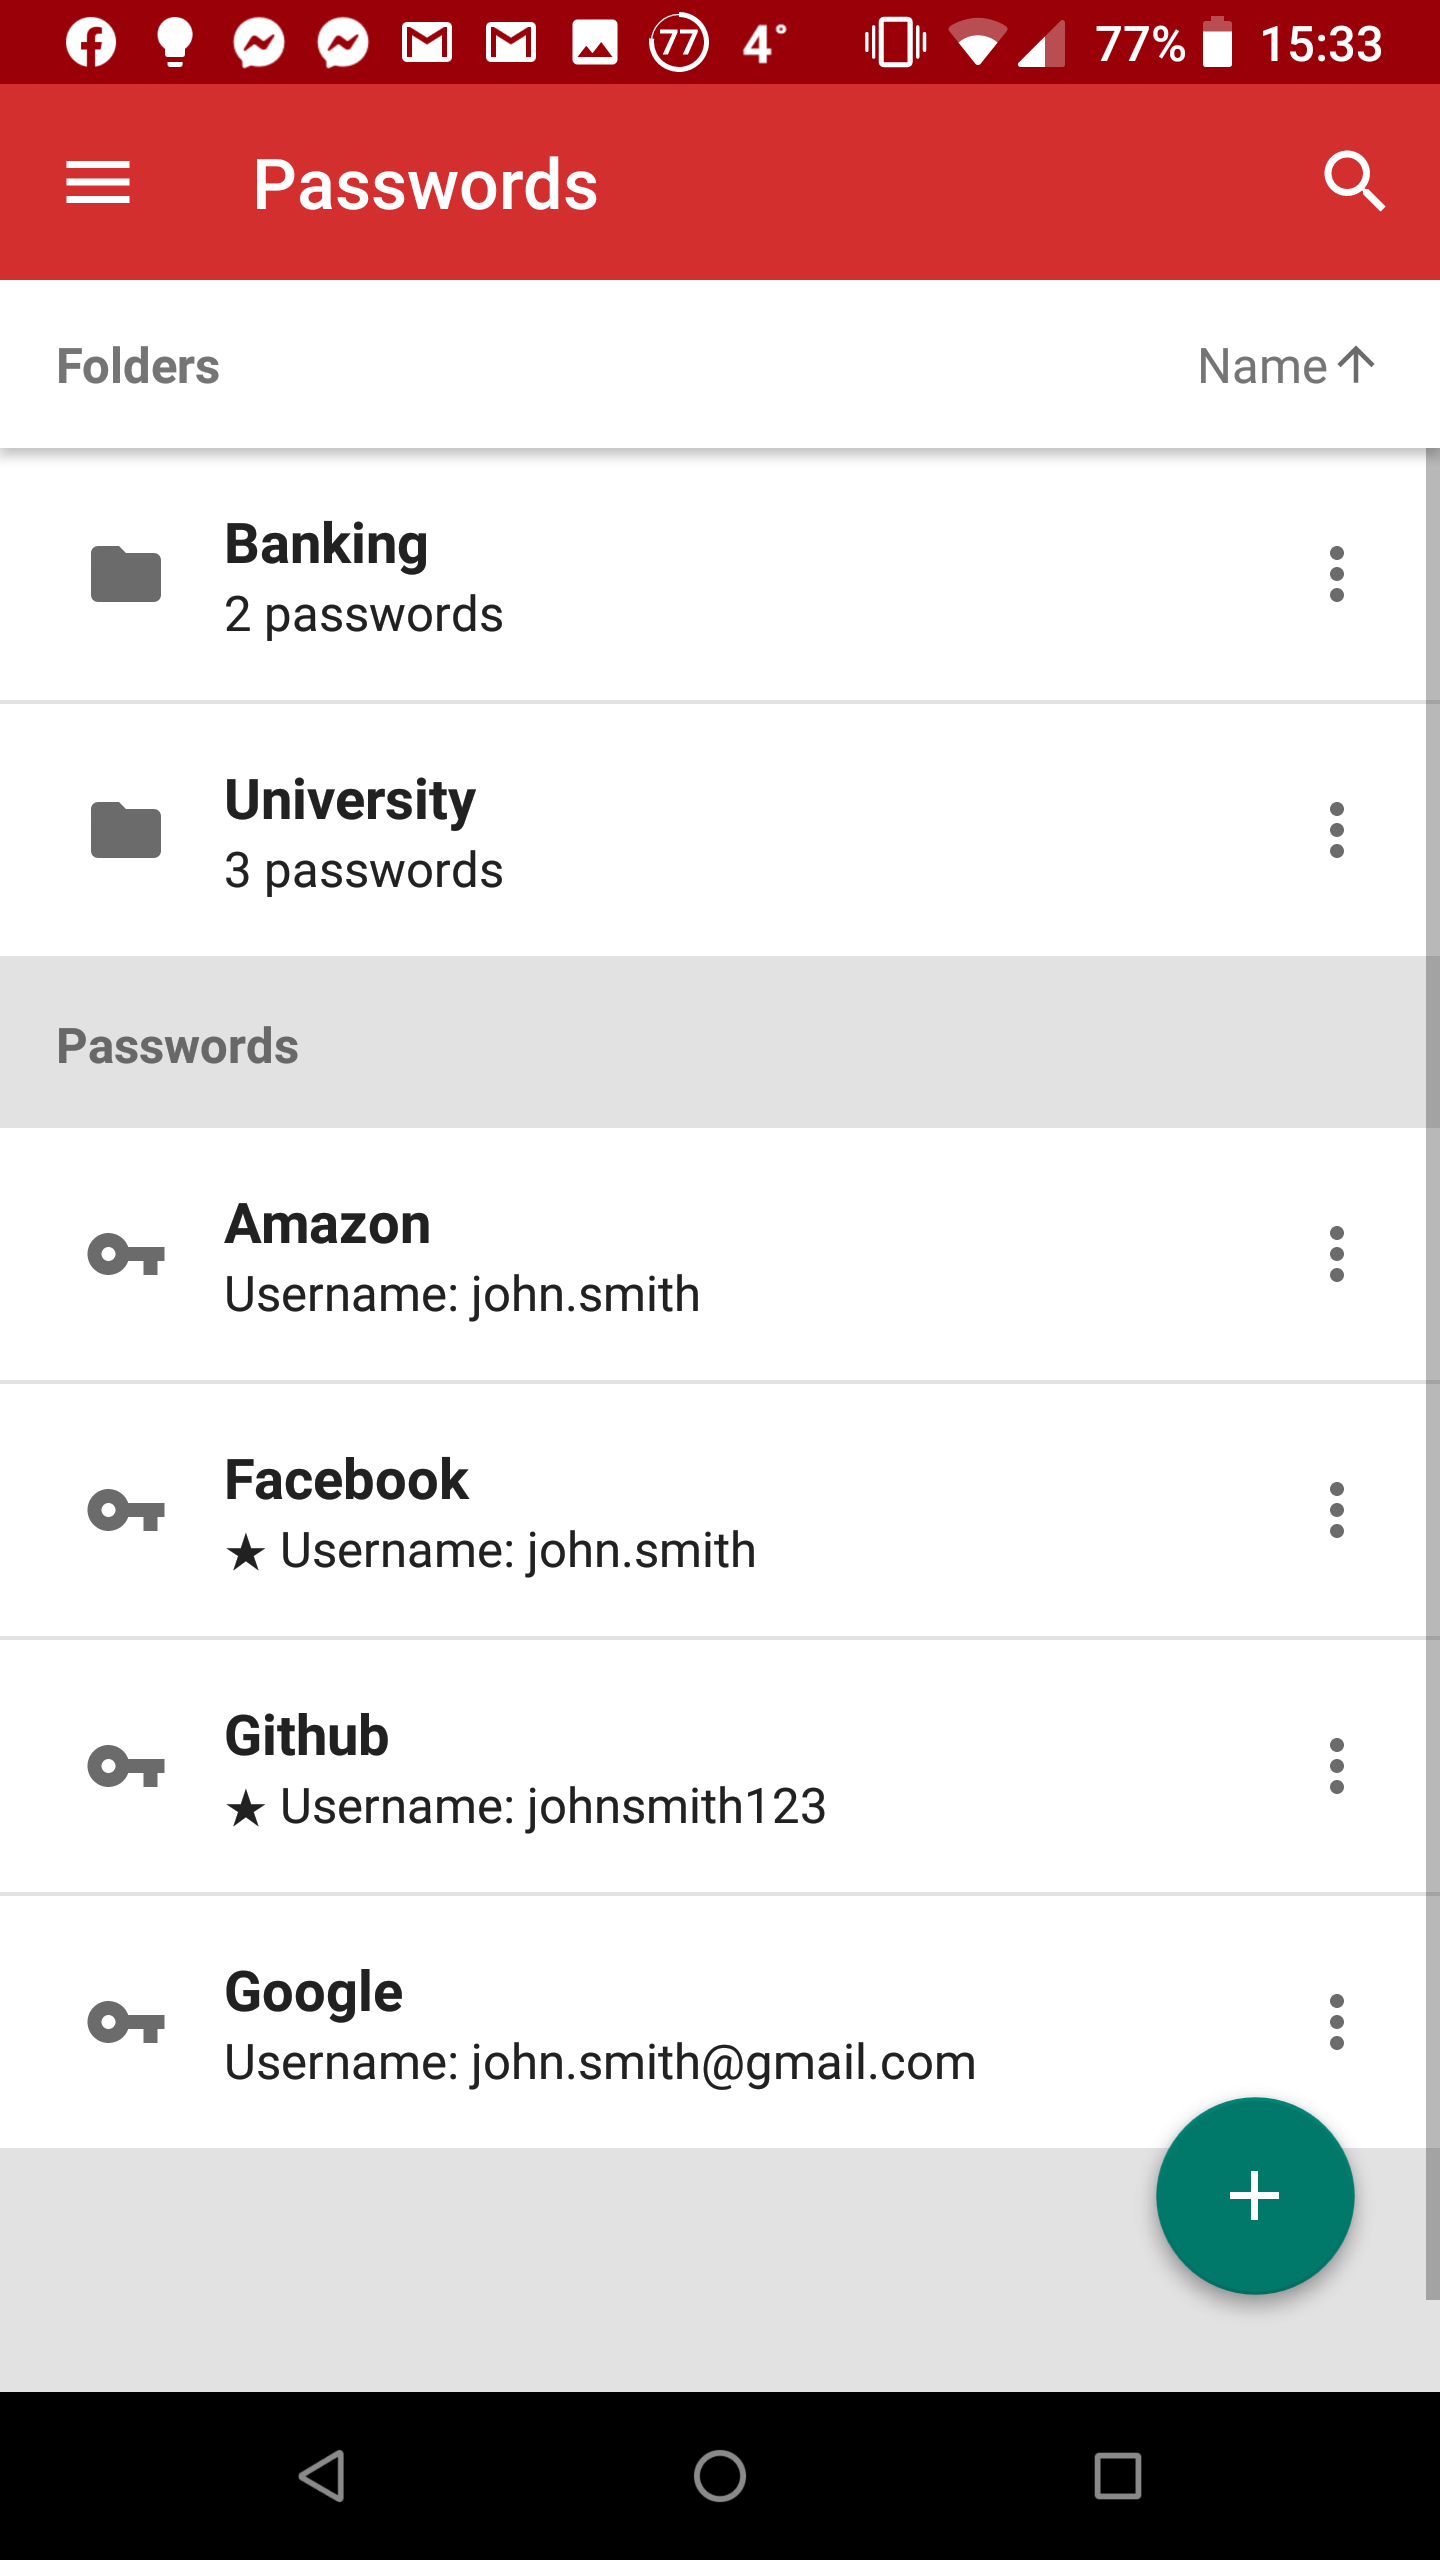 77 4° 77% 15:33
Passwords
Folders Name
Banking
2 passwords
University
3 passwords
Passwords
Amazon
Username: john.smith
Facebook
★ Username: john.smith
Github
★ Username: johnsmith123
Google
Username: john.smith@gmail.com